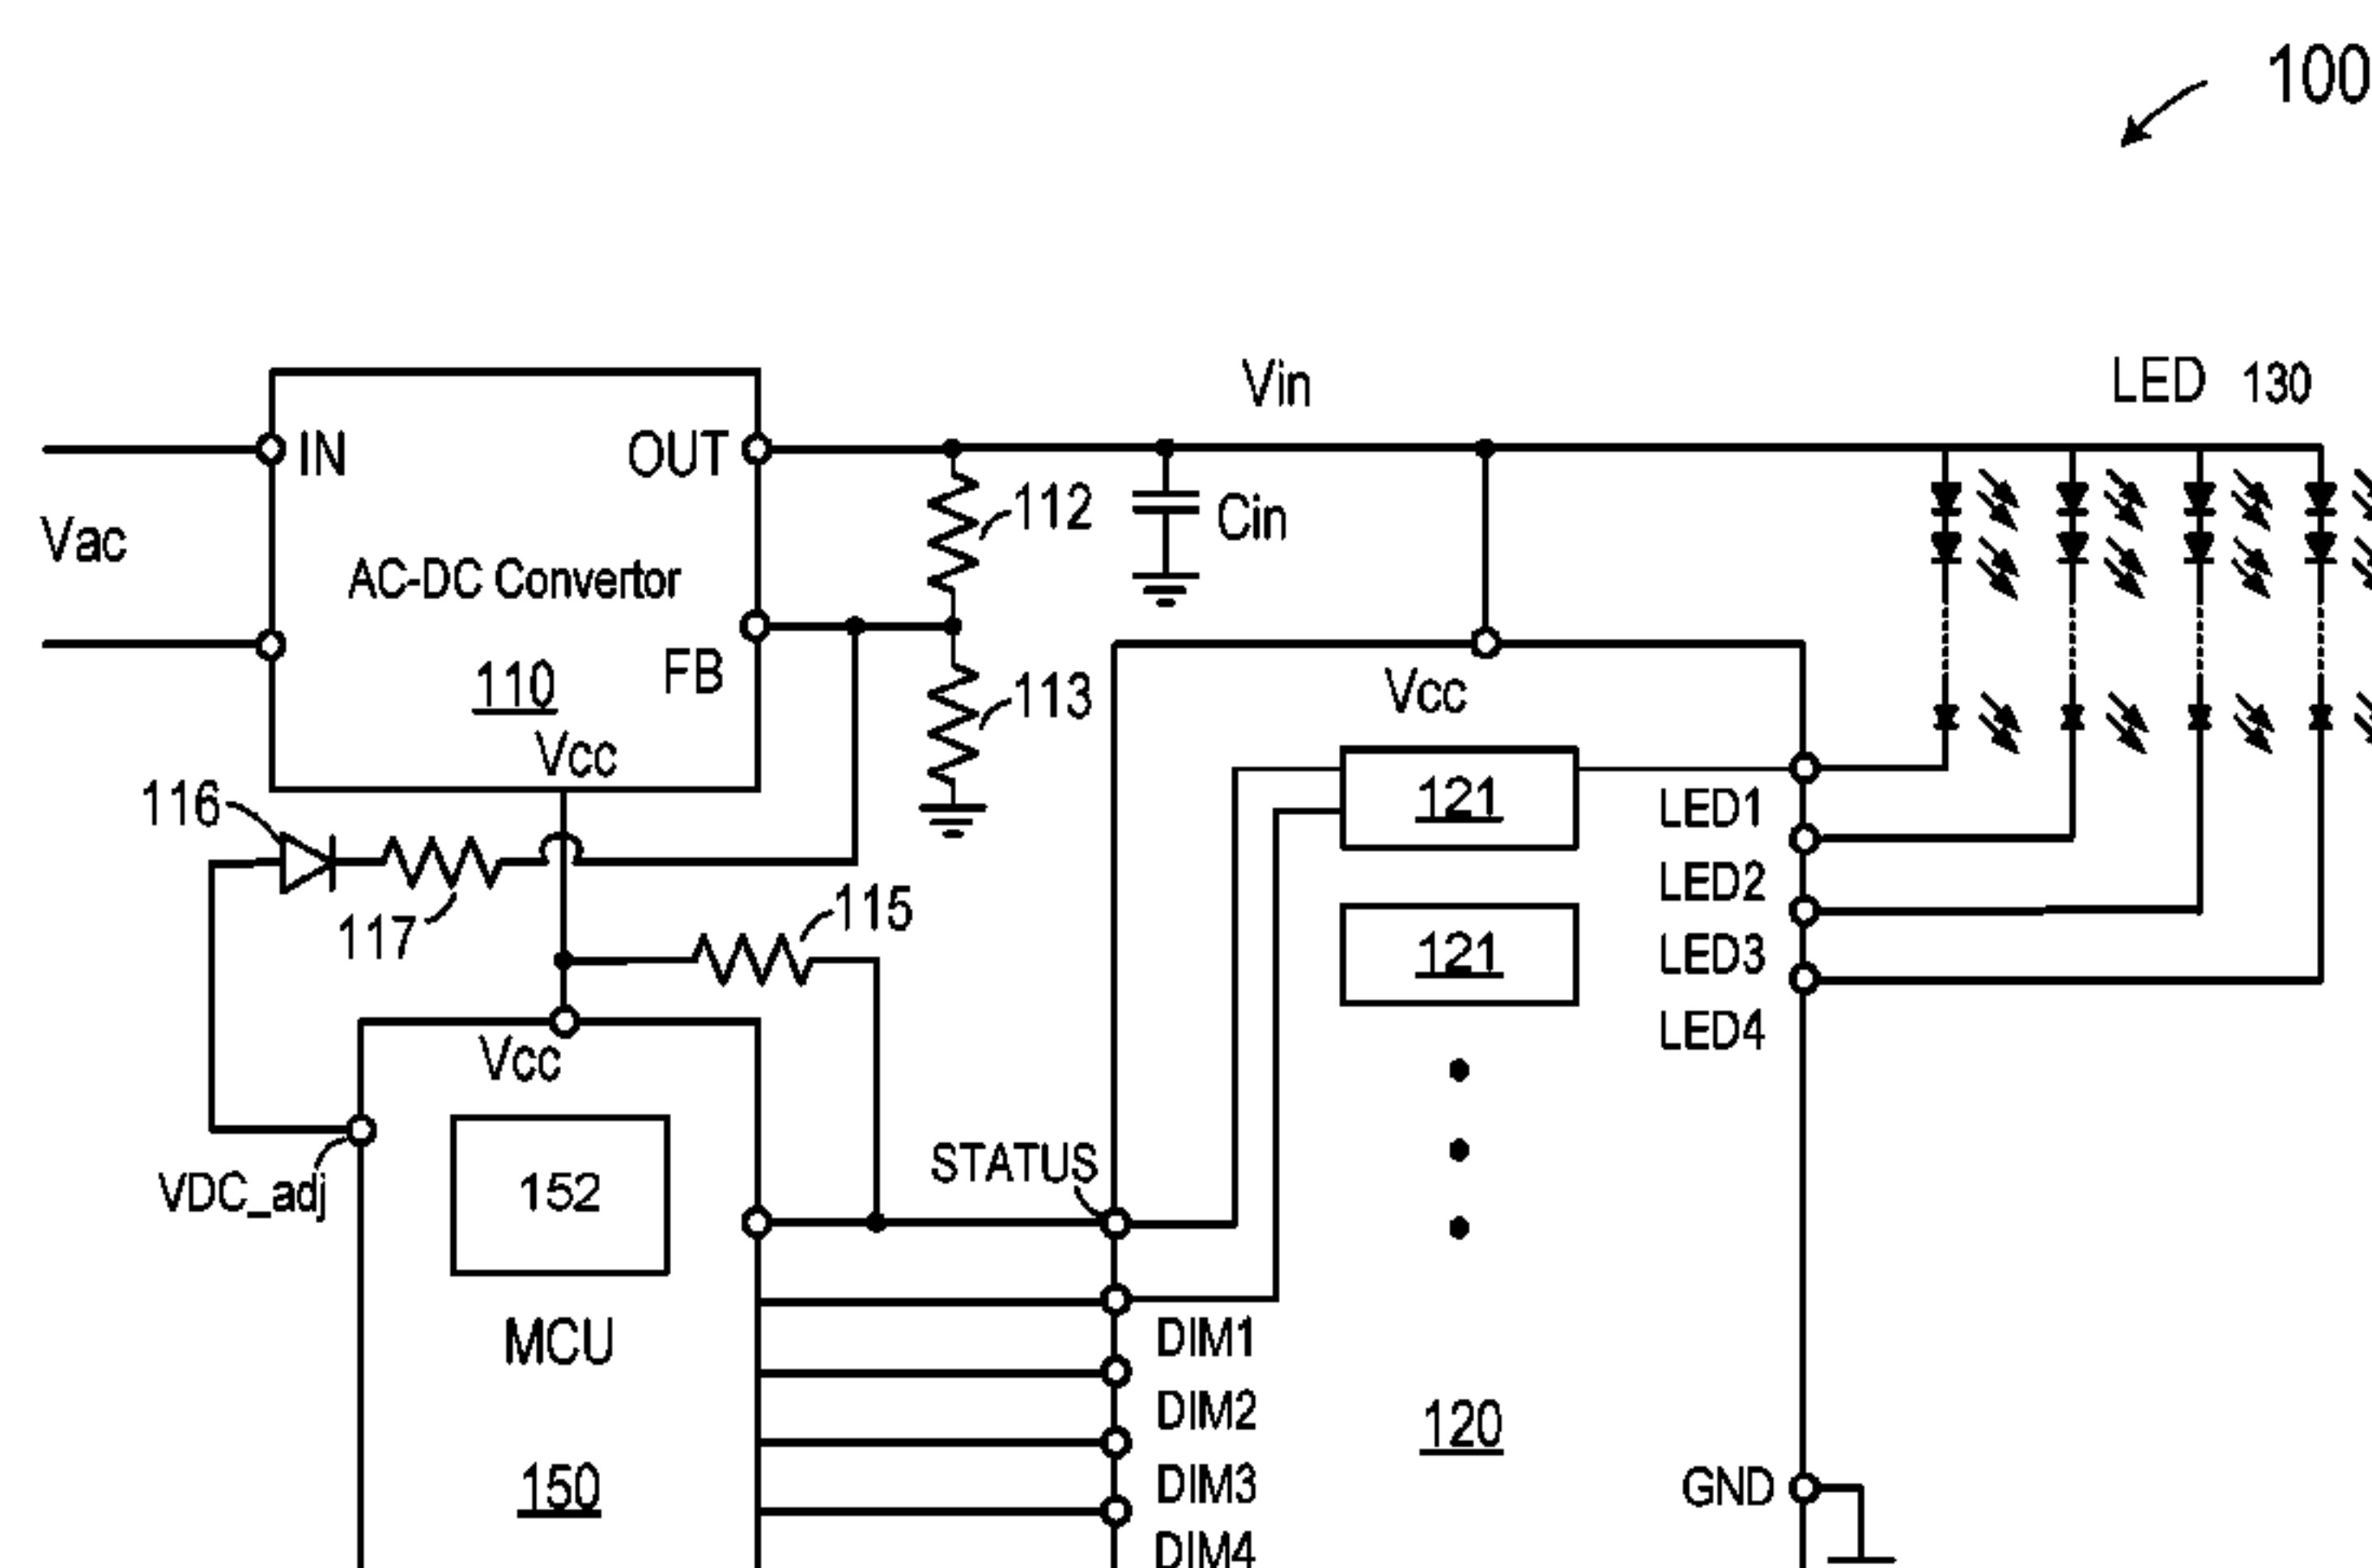 100
Vin
LED 130
IN
OUT
112
Cin
Vac
AC-DC Convertor
110
FB
113
Vcc
Vcc
116
121
LED1
117
115
LED2
121
LED3
LED4
Vcc
152
STATUS
VDC_adj
MCU
DIM1
DIM2
120
150
DIM3
GND
DIM4